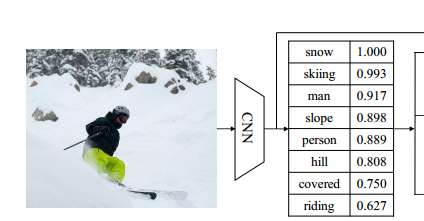 CNN
snow 1.000
skiing 0.993
man 0.917
slope 0.898
person 0.889
hill 0.808
covered 0.750
riding 0.627